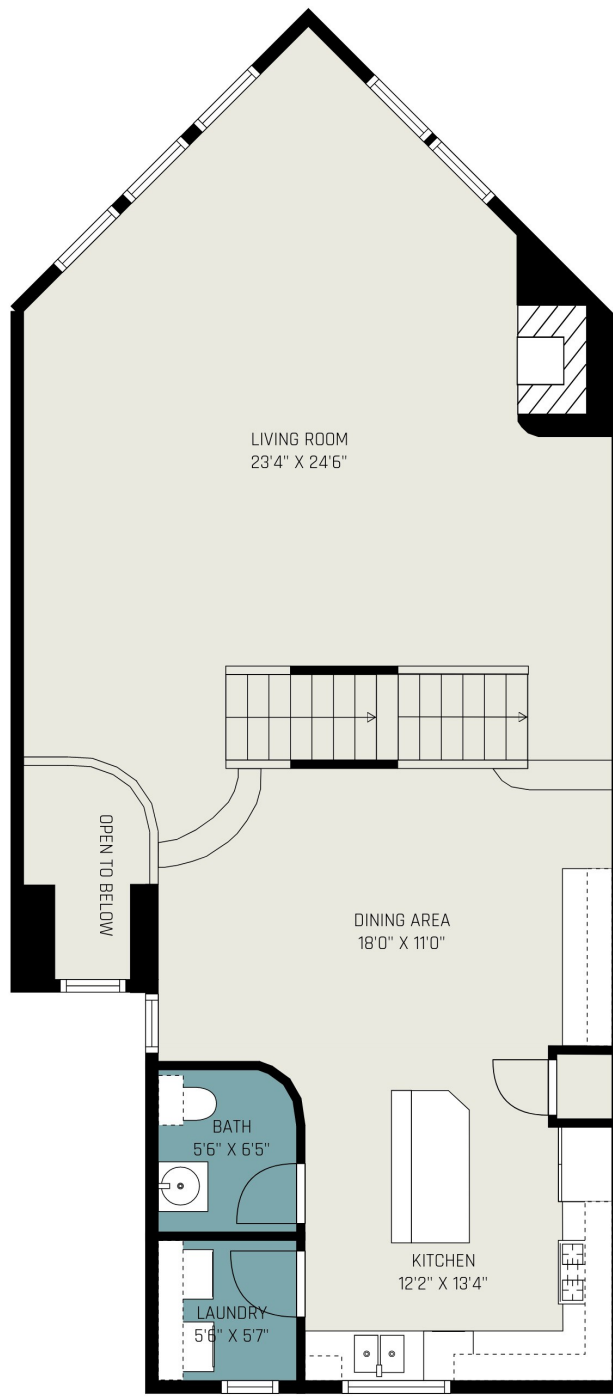 LIVING ROOM
23'4" X 24'6"
OPEN TO BELOW
DINING AREA
18'0" X 11'0"
BATH
5'6" X 6'5"
KITCHEN
12'2" X 13'4"
LAUNDRY
5'6" X 5'7"